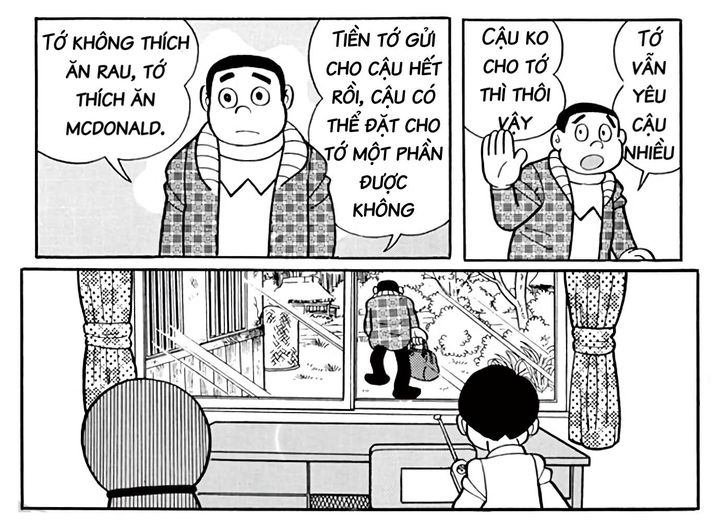 TỚ KHÔNG THÍCH
ĂN RAU, TỚ
THÍCH ĂN
MCDONALD.
TIỀN TỚ GỬI
CHO CẬU HẾT
RỒI, CẬU CÓ
THỂ ĐẶT CHO
TỚ MỘT PHẦN
ĐƯỢC
KHÔNG
CẬU KO
CHO TỚ
THÌ THÔI
VẬY
TỚ
VẪN
YÊU
CẬU
NHIỀU